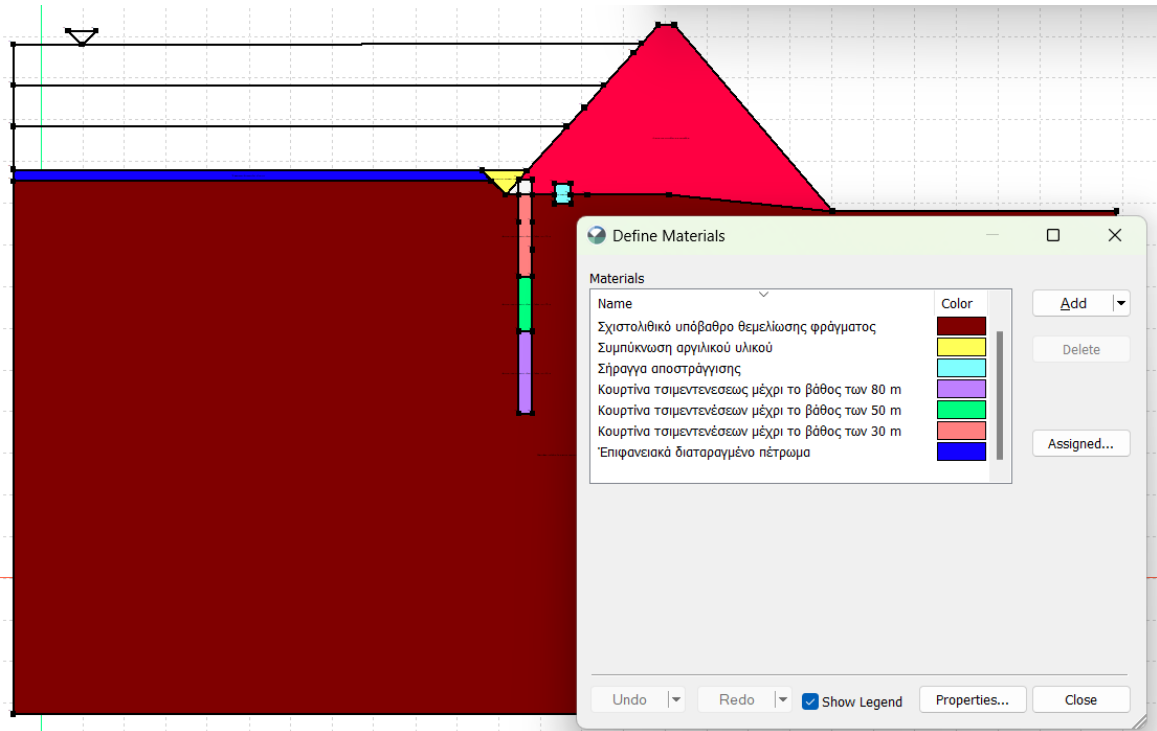 Define Materials
Materials
Name Color
Σχιστολιθικό υπόβαθρο θεμελίωσης φράγματος
Συμπύκνωση αργιλικού υλικού
Σήραγγα αποστράγγισης
Κουρτίνα τσιμεντενεσεως μέχρι το βάθος των 80 m
Κουρτίνα τσιμεντενέσεων μέχρι το βάθος των 50 m
Κουρτίνα τσιμεντενέσεων μέχρι το βάθος των 30 m
Έπιφανειακά διαταραγμένο πέτρωμα
Add
Delete
Assigned...
Undo Redo Show Legend Properties... Close